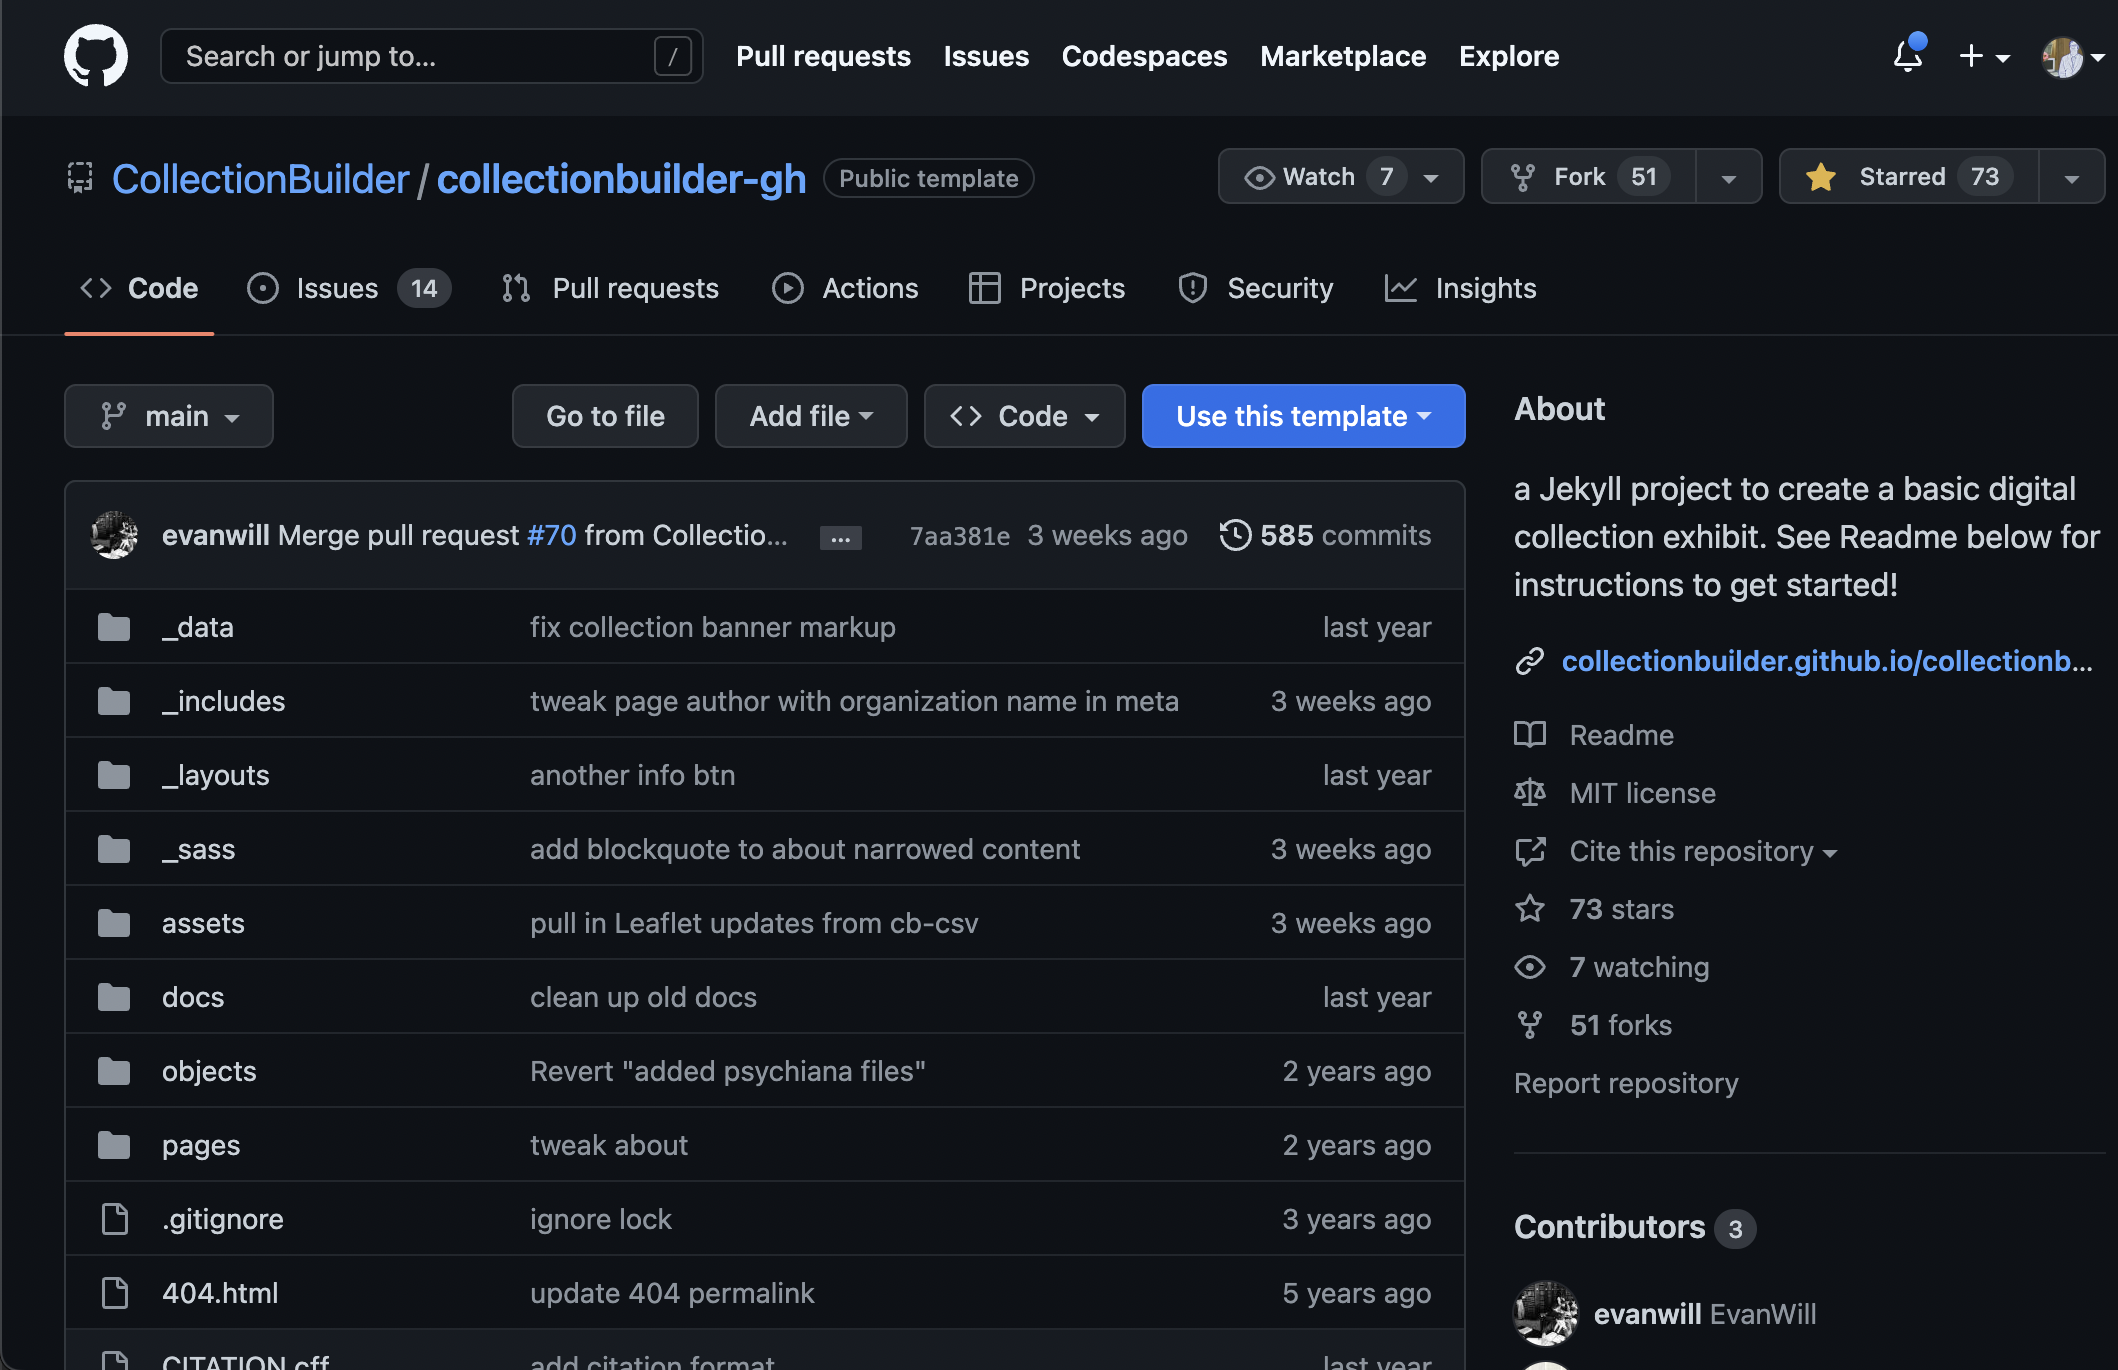 Search or jump to... /
Pull requests Issues Codespaces Marketplace Explore
CollectionBuilder / collectionbuilder-gh Public template
Watch 7 Fork 51 Starred 73
Code Issues 14 Pull requests Actions Projects Security Insights
main Go to file Add file Code Use this template
evanwill Merge pull request #70 from Collectio... ... 7aa381e 3 weeks ago 585 commits
_data fix collection banner markup last year
_includes tweak page author with organization name in meta 3 weeks ago
_layouts another info btn last year
_sass add blockquote to about narrowed content 3 weeks ago
assets pull in Leaflet updates from cb-csv 3 weeks ago
docs clean up old docs last year
objects Revert "added psychiana files" 2 years ago
pages tweak about 2 years ago
.gitignore ignore lock 3 years ago
404.html update 404 permalink 5 years ago
CITATION.cff add citation format last year
About
a Jekyll project to create a basic digital
collection exhibit. See Readme below for
instructions to get started!
collectionbuilder.github.io/collectionb...
Readme
MIT license
Cite this repository
73 stars
7 watching
51 forks
Report repository
Contributors 3
evanwill EvanWill